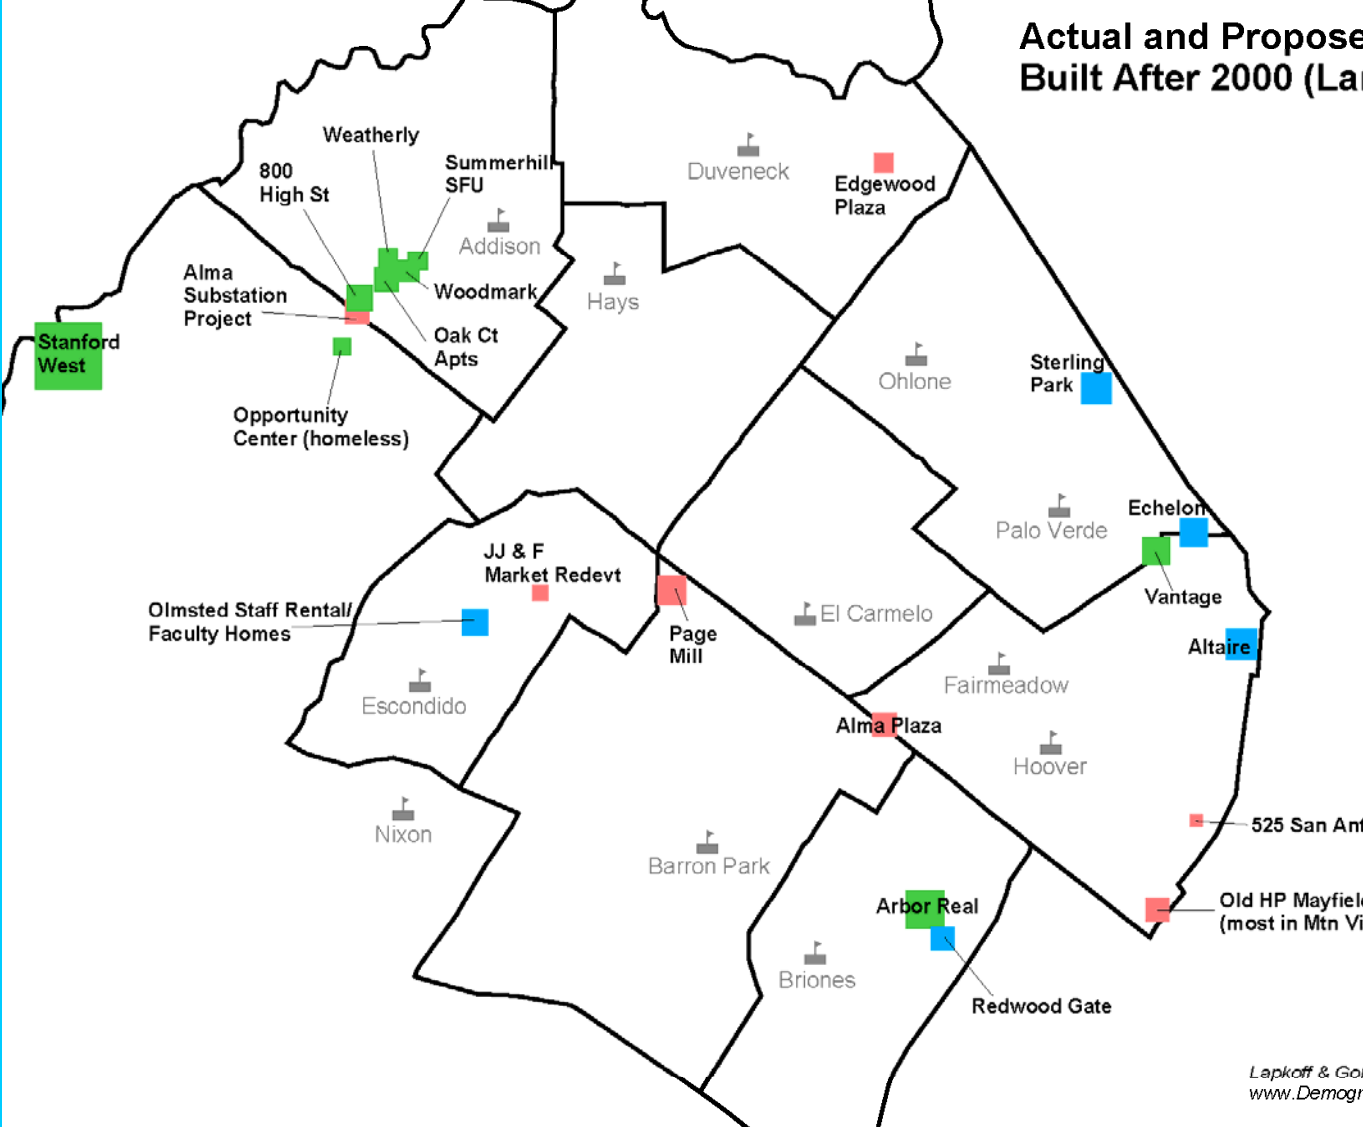 Actual and Propose
Built After 2000 (Lar
Weatherly
800
High St
Summerhill
SFU
Duveneck
Edgewood
Plaza
Addison
Alma
Substation
Project
Woodmark
Hays
Oak Ct
Apts
Stanford
West
Sterling
Park
Ohlone
Opportunity
Center (homeless)
Echelon
Palo Verde
JJ & F
Market Redevt
Vantage
Olmsted Staff Rental/
Faculty Homes
El Carmelo
Page
Mill
Altaire
Fairmeadow
Escondido
Alma Plaza
Hoover
Nixon
525 San Ant
Barron Park
Arbor Real
Old HP Mayfield
(most in Mtn Vi
Briones
Redwood Gate
Lapkoff & Gob
www.Demogr